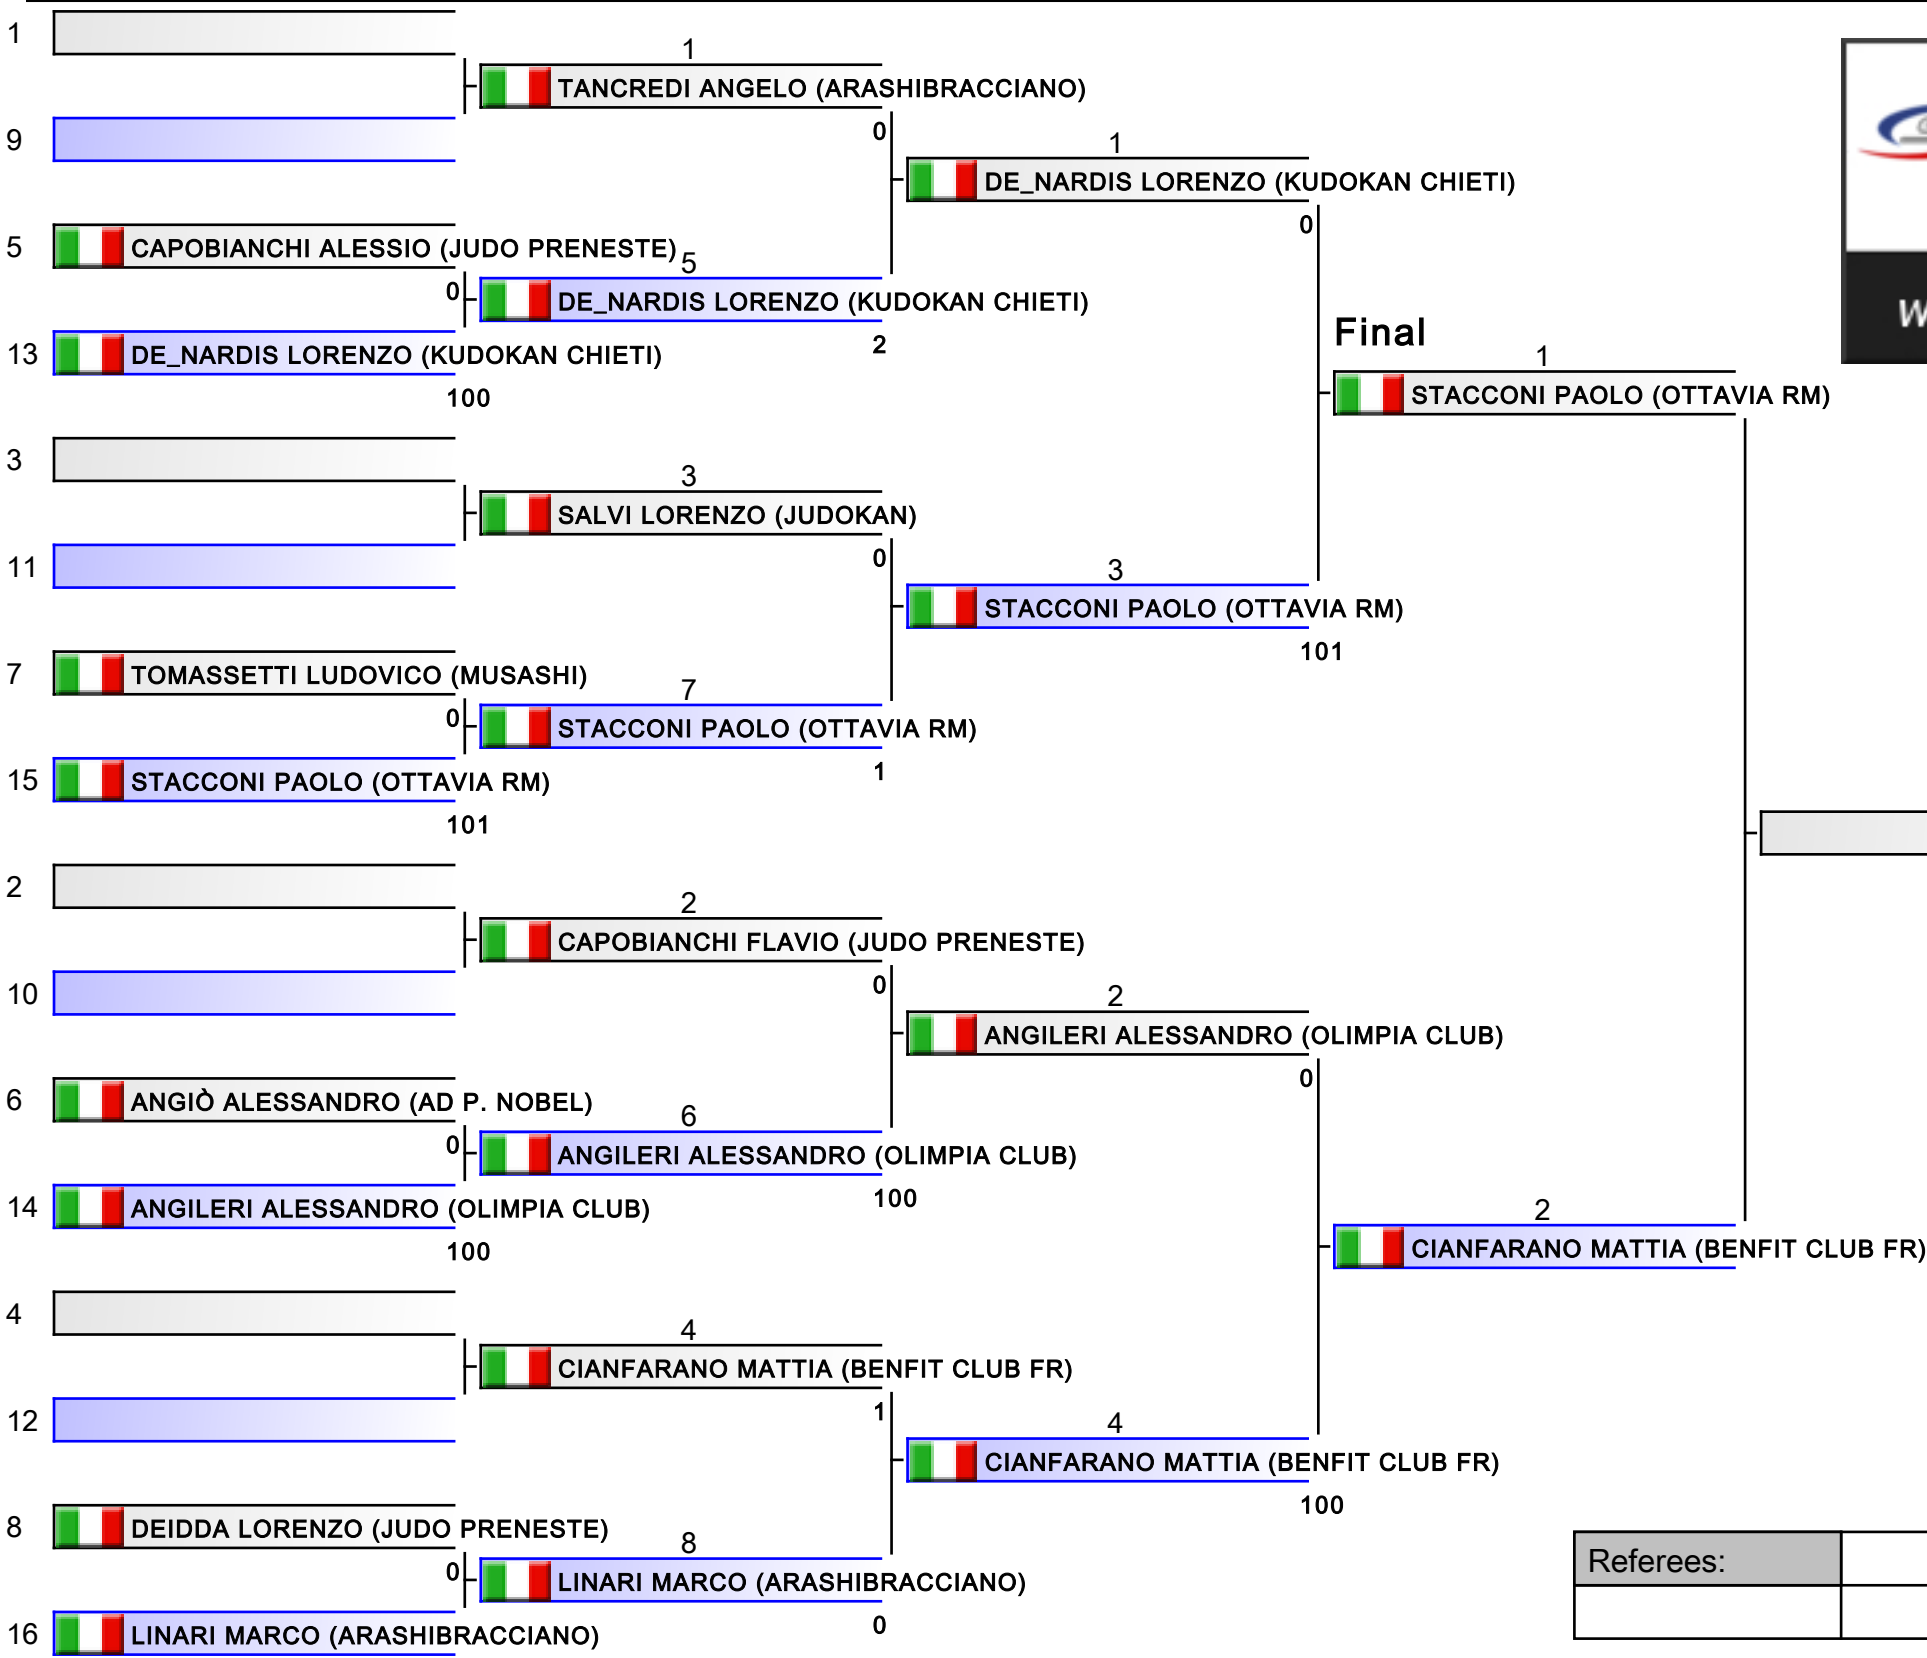 1
1
TANCREDI ANGELO (ARASHIBRACCIANO)
0
9
1
DE_NARDIS LORENZO (KUDOKAN CHIETI)
0
5
CAPOBIANCHI ALESSIO (JUDO PRENESTE)
5
0
DE_NARDIS LORENZO (KUDOKAN CHIETI)
2
13
DE_NARDIS LORENZO (KUDOKAN CHIETI)
100
Final
1
STACCONI PAOLO (OTTAVIA RM)
3
3
SALVI LORENZO (JUDOKAN)
0
11
3
STACCONI PAOLO (OTTAVIA RM)
101
7
TOMASSETTI LUDOVICO (MUSASHI)
7
0
STACCONI PAOLO (OTTAVIA RM)
1
15
STACCONI PAOLO (OTTAVIA RM)
101
2
2
CAPOBIANCHI FLAVIO (JUDO PRENESTE)
0
10
2
ANGILERI ALESSANDRO (OLIMPIA CLUB)
0
6
ANGIÒ ALESSANDRO (AD P. NOBEL)
6
0
ANGILERI ALESSANDRO (OLIMPIA CLUB)
100
14
ANGILERI ALESSANDRO (OLIMPIA CLUB)
100
2
CIANFARANO MATTIA (BENFIT CLUB FR)
4
4
CIANFARANO MATTIA (BENFIT CLUB FR)
1
12
4
CIANFARANO MATTIA (BENFIT CLUB FR)
100
8
DEIDDA LORENZO (JUDO PRENESTE)
8
0
LINARI MARCO (ARASHIBRACCIANO)
0
16
LINARI MARCO (ARASHIBRACCIANO)
Referees: